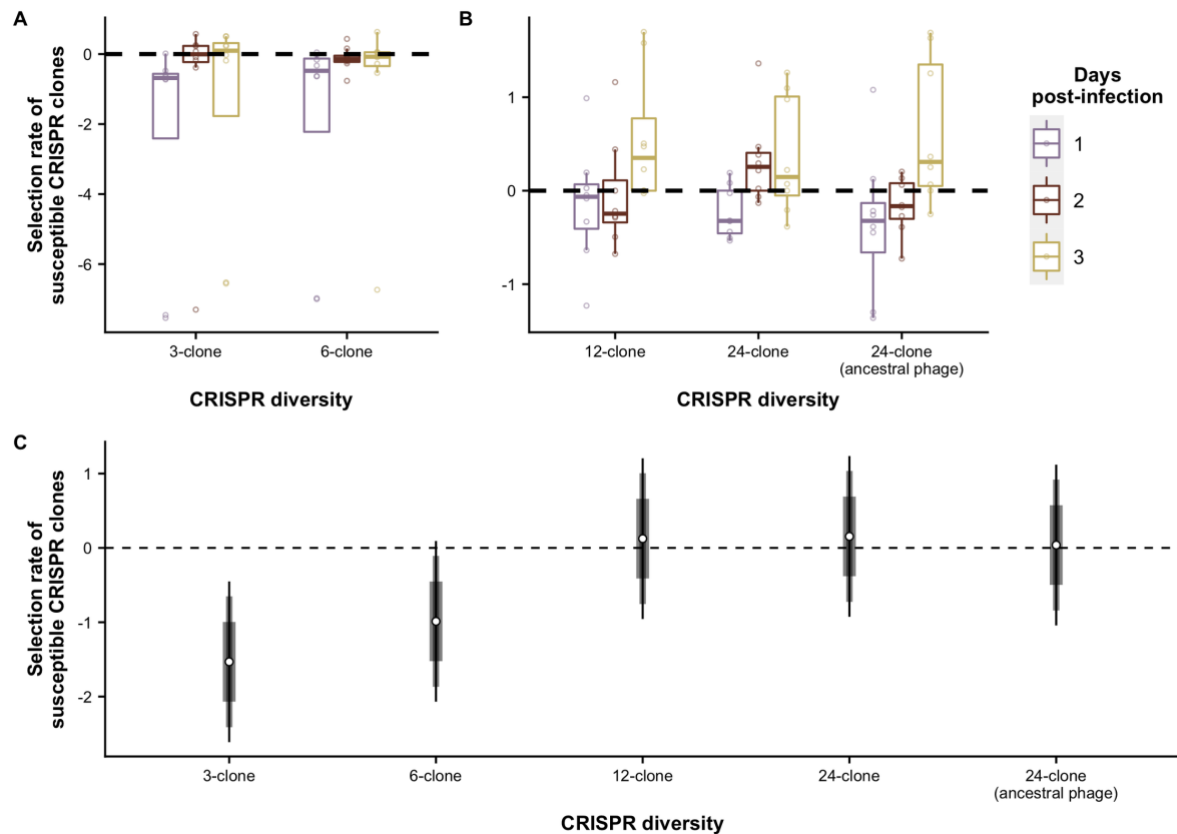 A
Selection rate of
susceptible CRISPR clones
0
-2
-4
-6
3-clone
6-clone
CRISPR diversity
B
1
0
-1
12-clone
24-clone
24-clone
(ancestral phage)
CRISPR diversity
Days
post-infection
1
2
3
C
Selection rate of
susceptible CRISPR clones
1
0
-1
-2
3-clone
6-clone
12-clone
24-clone
24-clone
(ancestral phage)
CRISPR diversity